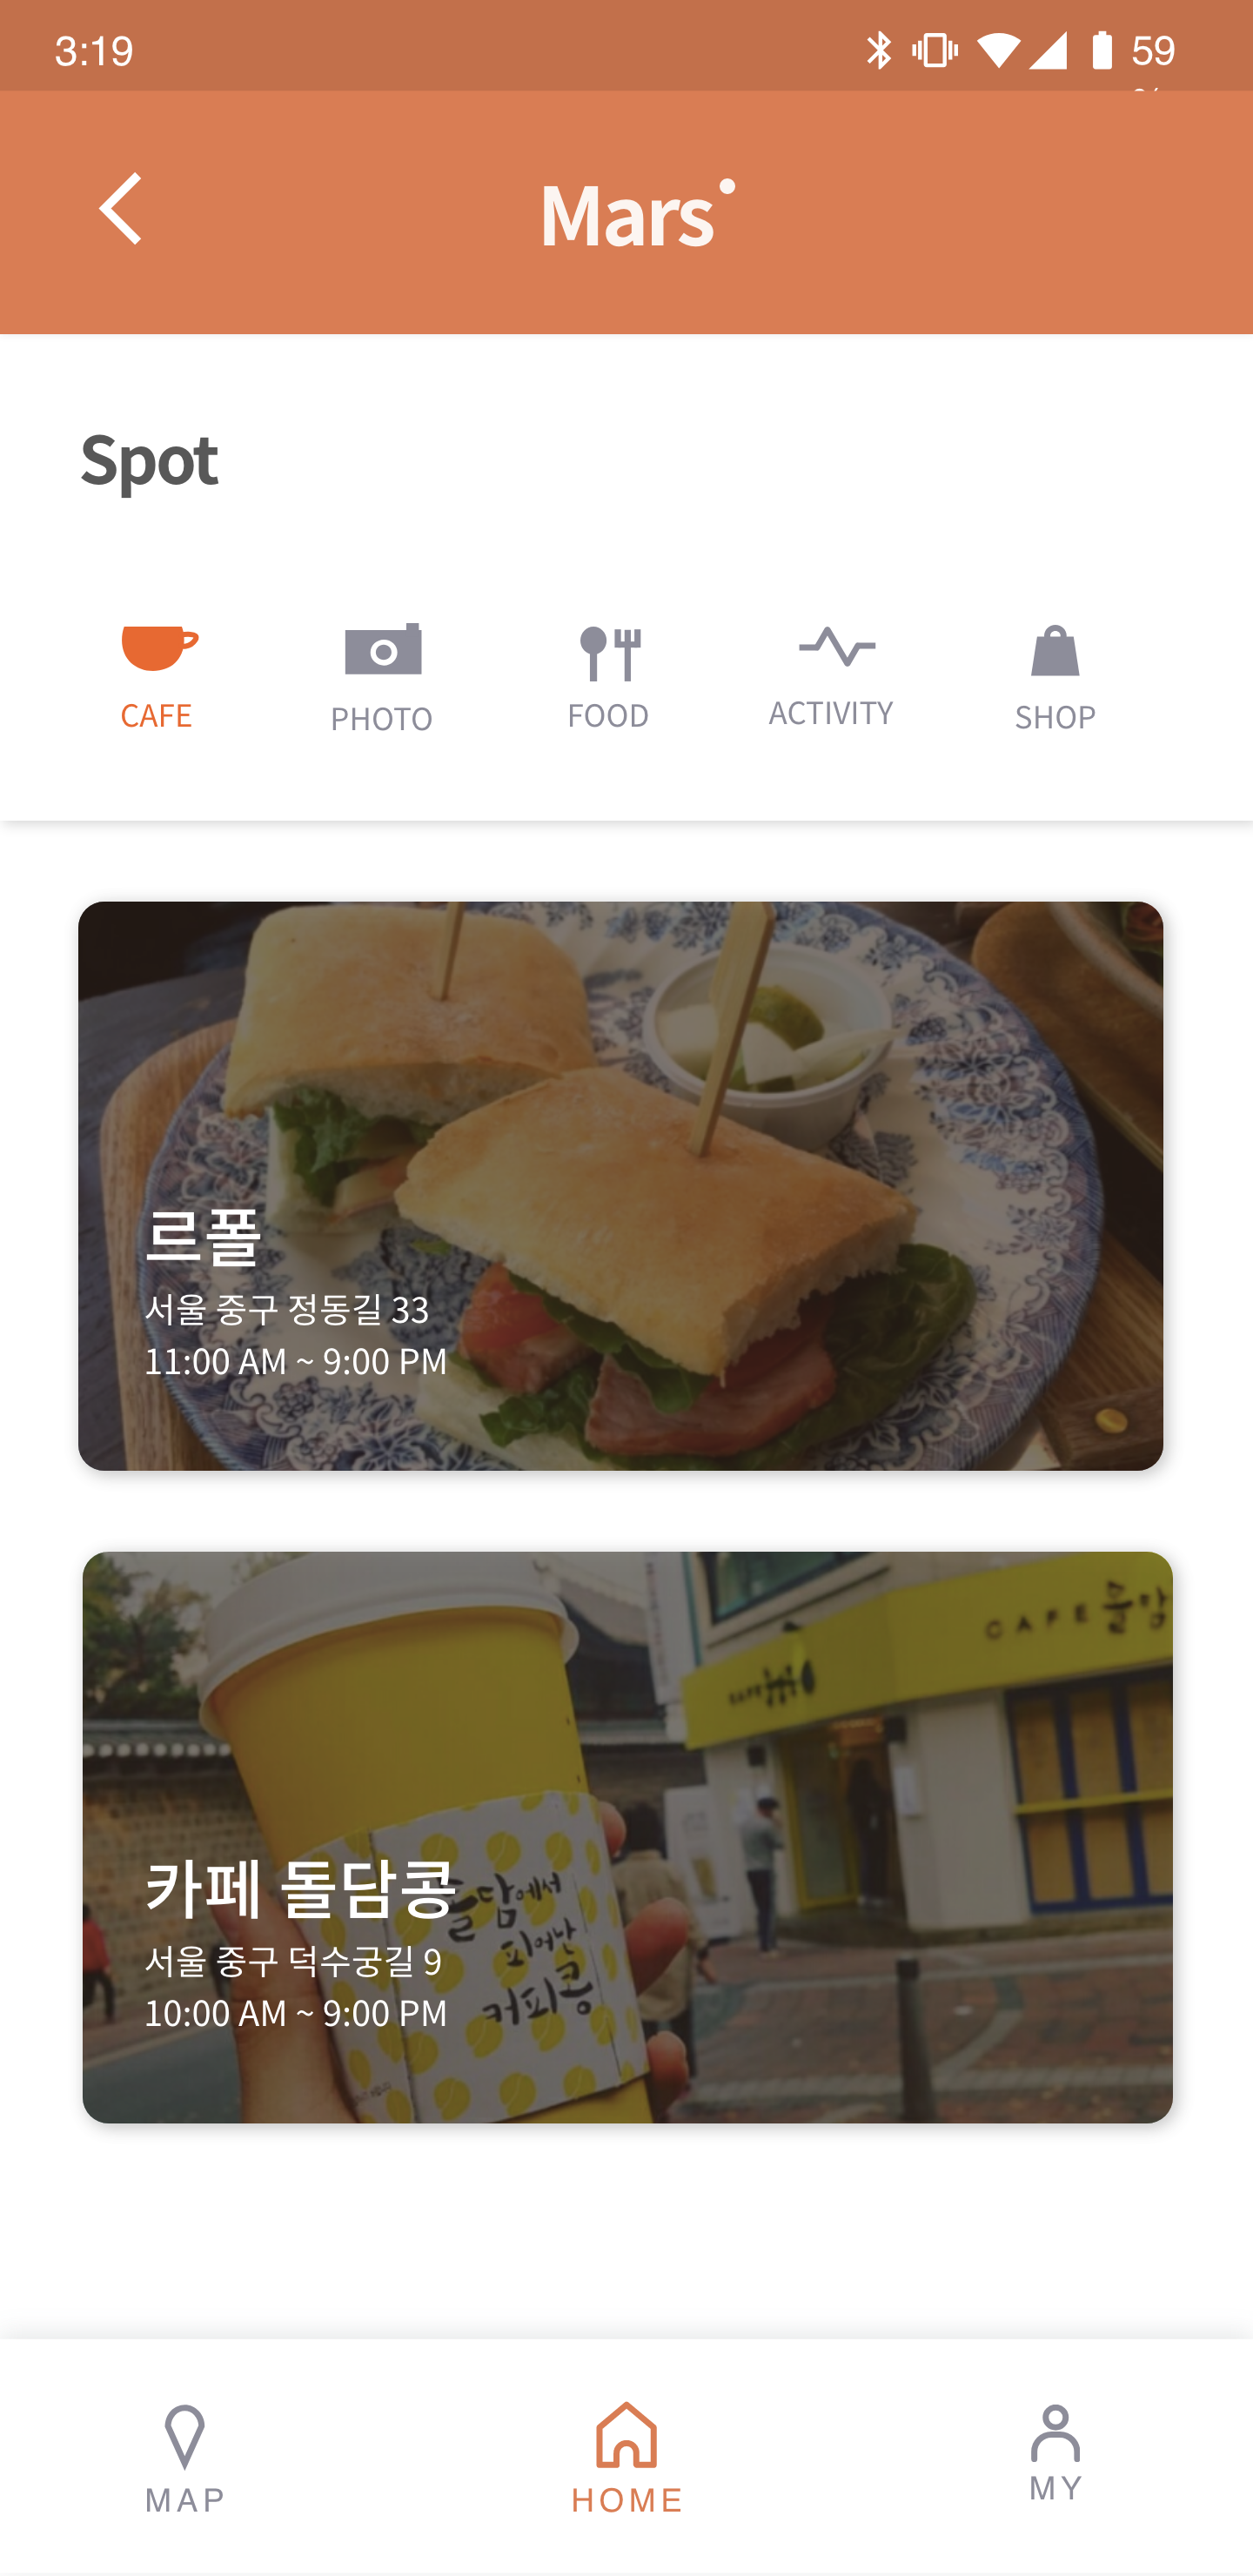 3:19
59
Mars
Spot
CAFE
PHOTO
FOOD
ACTIVITY
SHOP
르폴
서울 중구 정동길 33
11:00 AM ~ 9:00 PM
CAFE 돌담
카페 돌담콩
돌담에서
피어난
커피콩
서울 중구 덕수궁길 9
10:00 AM ~ 9:00 PM
MAP
HOME
MY